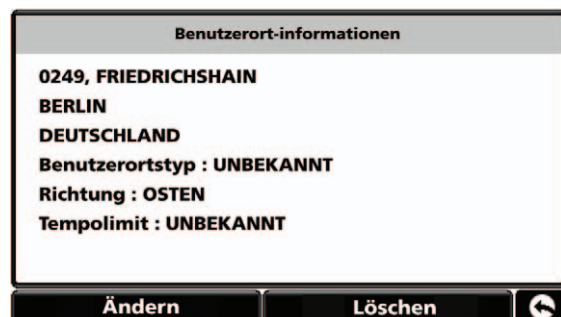 Benutzerort-informationen
0249, FRIEDRICHSHAIN
BERLIN
DEUTSCHLAND
Benutzerortstyp : UNBEKANNT
Richtung : OSTEN
Tempolimit : UNBEKANNT
Ändern
Löschen